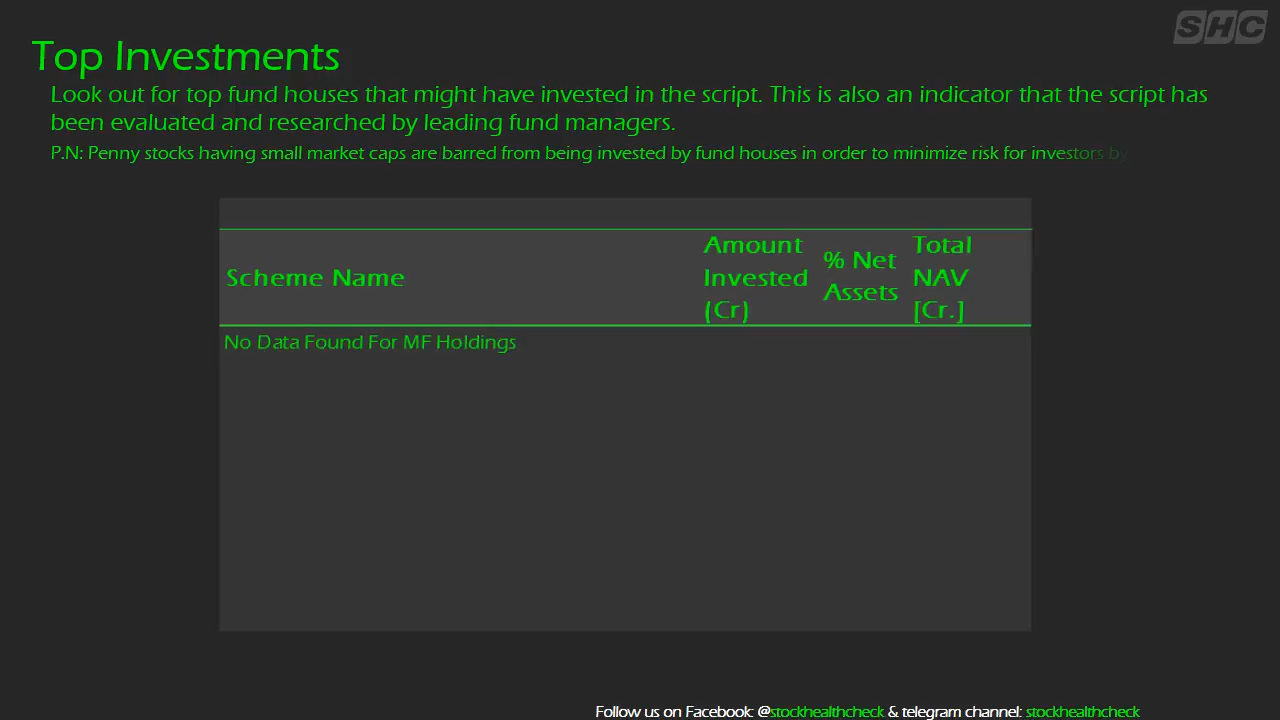 SHC
Top Investments
Look out for top fund houses that might have invested in the script. This is also an indicator that the script has
been evaluated and researched by leading fund managers.
P.N: Penny stocks having small market caps are barred from being invested by fund houses in order to minimize risk for investors by
Scheme Name
Amount
Invested
(Cr)
% Net
Assets
Total
NAV
[Cr.]
No Data Found For MF Holdings
Follow us on Facebook: @stockhealthcheck & telegram channel: stockhealthcheck